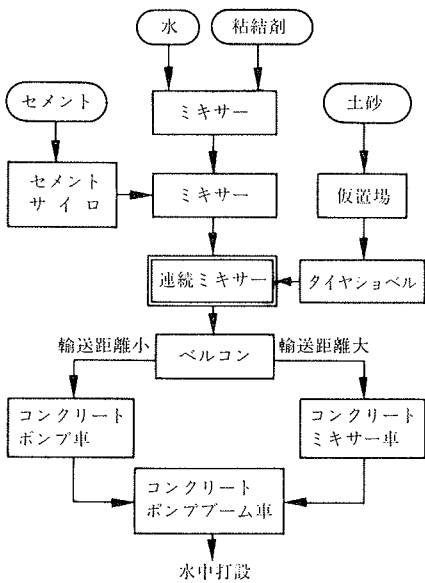 水
粘結剤
セメント
ミキサー
土砂
セメント
サイロ
ミキサー
仮置場
連続ミキサー
タイヤショベル
輸送距離小
ベルコン
輸送距離大
コンクリート
ポンプ車
コンクリート
ミキサー車
コンクリート
ポンプブーム車
水中打設